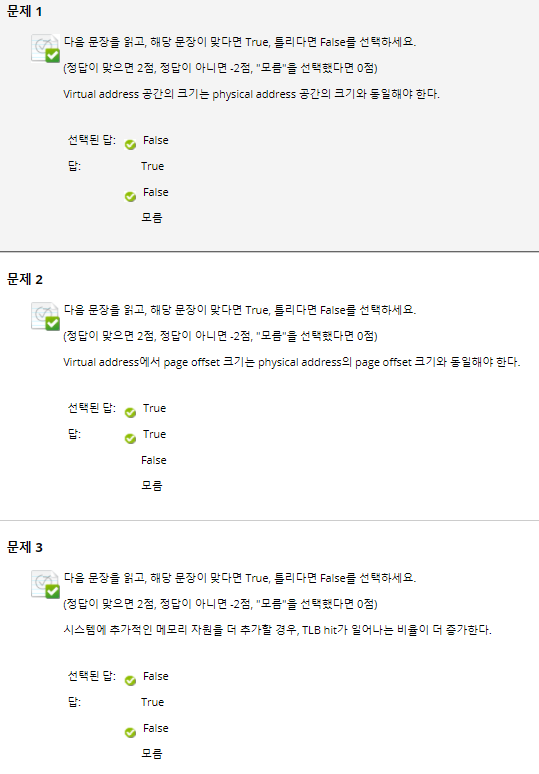 문제 1
다음 문장을 읽고, 해당 문장이 맞다면 True, 틀리다면 False를 선택하세요.
(정답이 맞으면 2점, 정답이 아니면 -2점, "모름"을 선택했다면 0점)
Virtual address 공간의 크기는 physical address 공간의 크기와 동일해야 한다.
선택된 답: False
답: True
False
모름
문제 2
다음 문장을 읽고, 해당 문장이 맞다면 True, 틀리다면 False를 선택하세요.
(정답이 맞으면 2점, 정답이 아니면 -2점, "모름"을 선택했다면 0점)
Virtual address에서 page offset 크기는 physical address의 page offset 크기와 동일해야 한다.
선택된 답: True
답: True
False
모름
문제 3
다음 문장을 읽고, 해당 문장이 맞다면 True, 틀리다면 False를 선택하세요.
(정답이 맞으면 2점, 정답이 아니면 -2점, "모름"을 선택했다면 0점)
시스템에 추가적인 메모리 자원을 더 추가할 경우, TLB hit가 일어나는 비율이 더 증가한다.
선택된 답: False
답: True
False
모름